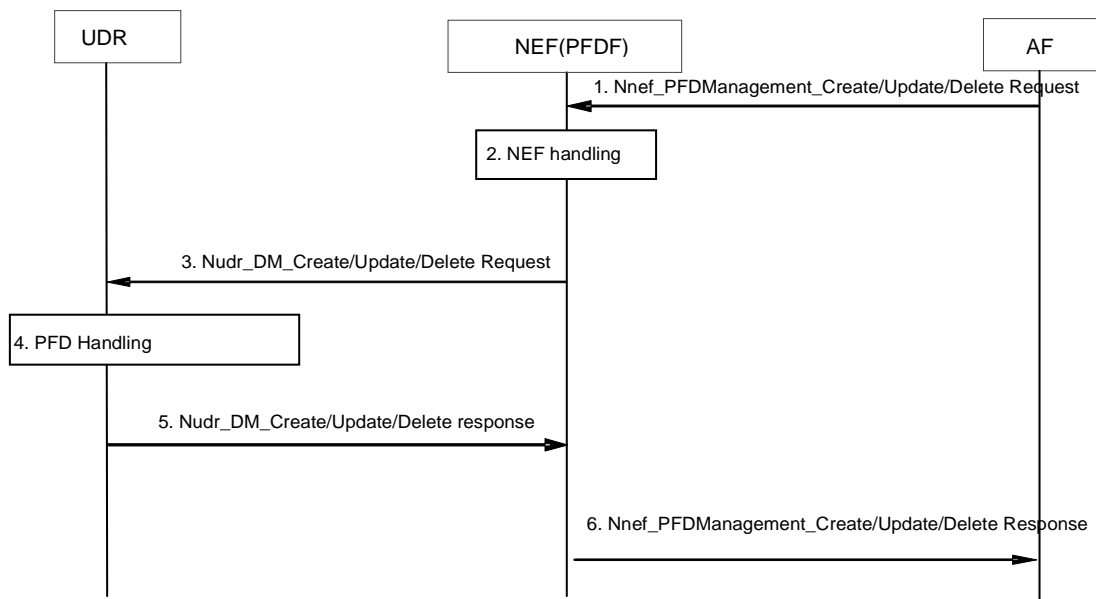 UDR
NEF(PFDF)
AF
1. Nnef_PFDManagement_Create/Update/Delete Request
2. NEF handling
3. Nudr_DM_Create/Update/Delete Request
4. PFD Handling
5. Nudr_DM_Create/Update/Delete response
6. Nnef_PFDManagement_Create/Update/Delete Response